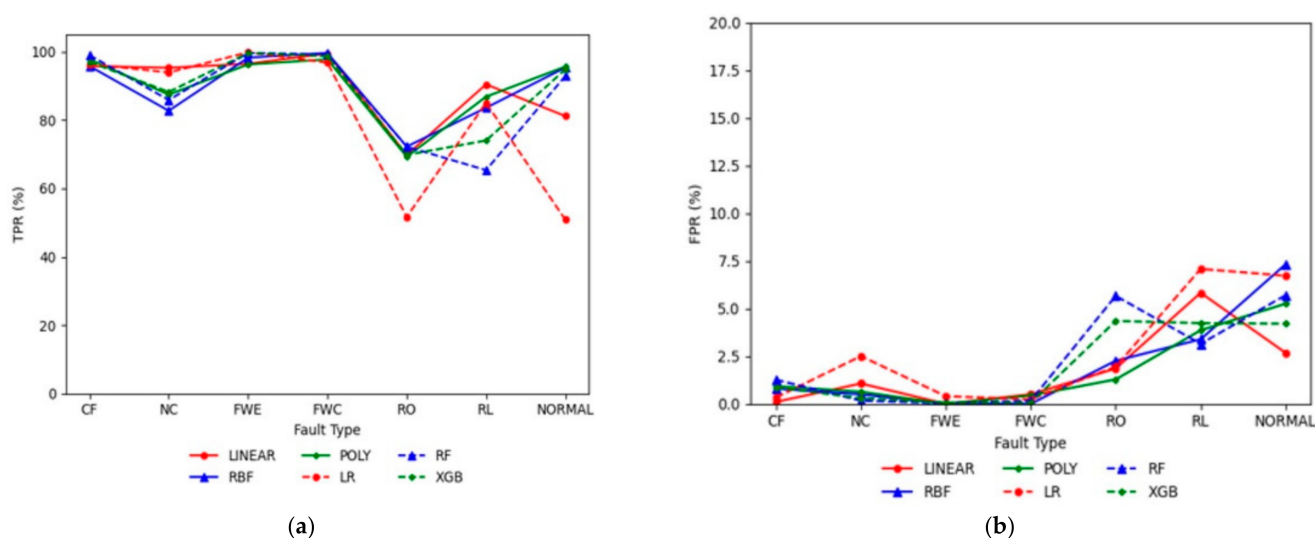 100
80
60
40
20
0
TPR (%)
CF NC FWE FWC RO RL NORMAL
Fault Type
LINEAR POLY RF
RBF LR XGB
(a)
20.0
17.5
15.0
12.5
10.0
7.5
5.0
2.5
0.0
FPR (%)
CF NC FWE FWC RO RL NORMAL
Fault Type
LINEAR POLY RF
RBF LR XGB
(b)